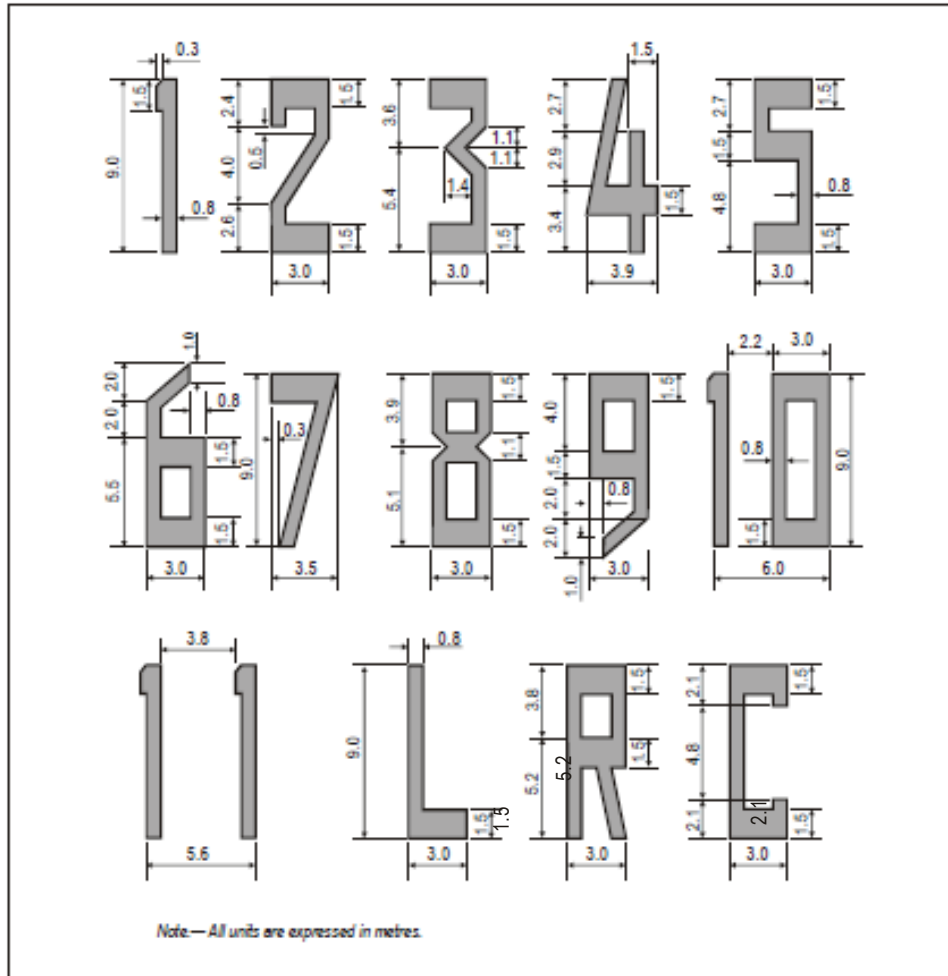 0.3 1.5
1.5 2.4 1.5 3.6 2.7 2.7 1.5
9.0 4.0 0.5 1.1 1.1 2.9 1.5
0.8 2.6 1.5 5.4 1.4 1.5 3.4 1.5 4.8 0.8 1.5
3.0 3.0 3.9 3.0
1.0 2.2 3.0
2.0 0.8 3.9 1.5 4.0 1.5
2.0 1.5 9.0 0.3 1.1 1.5 0.8 0.8 9.0
5.5 1.5 5.1 1.5 2.0 2.0 1.5
3.0 3.5 3.0 1.0 3.0 6.0
3.8 0.8
3.8 1.5 2.1 1.5
9.0 5.2 5.2 1.5 4.8
1.5 1.5 2.1 2.1 1.5
5.6 3.0 3.0 3.0
Note.— All units are expressed in metres.